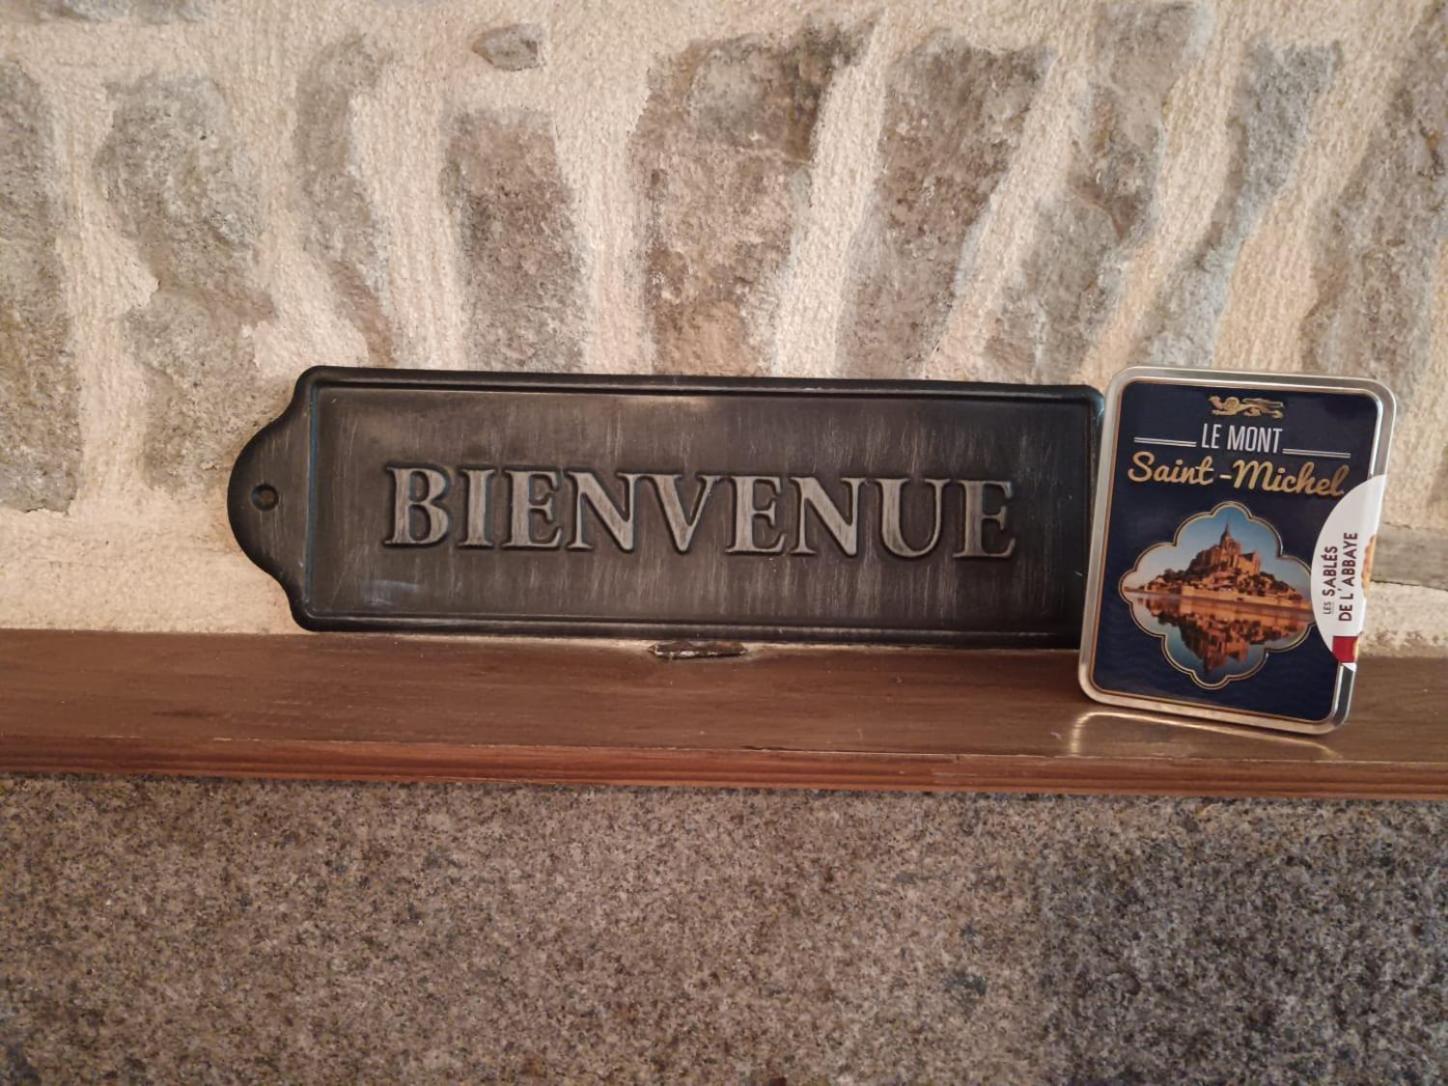 BIENVENUE
LE MONT
Saint-Michel
LES SABLÉS
DE L'ABBAYE